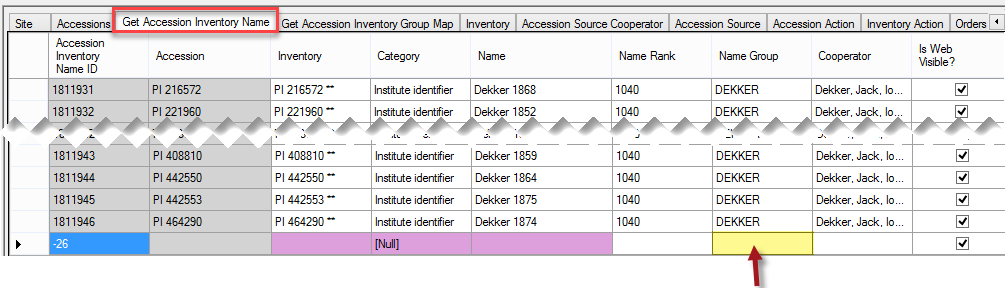 Site Accessions Get Accession Inventory Name Get Accession Inventory Group Map Inventory Accession Source Cooperator Accession Source Accession Action Inventory Action Orders
Accession Inventory Name ID Accession Inventory Category Name Name Rank Name Group Cooperator Is Web Visible?
1811931 PI 216572 PI 216572 ** Institute identifier Dekker 1868 1040 DEKKER Dekker, Jack, Io...
1811932 PI 221960 PI 221960 ** Institute identifier Dekker 1852 1040 DEKKER Dekker, Jack, Io...
1811943 PI 408810 PI 408810 ** Institute identifier Dekker 1859 1040 DEKKER Dekker, Jack, Io...
1811944 PI 442550 PI 442550 ** Institute identifier Dekker 1864 1040 DEKKER Dekker, Jack, Io...
1811945 PI 442553 PI 442553 ** Institute identifier Dekker 1875 1040 DEKKER Dekker, Jack, Io...
1811946 PI 464290 PI 464290 ** Institute identifier Dekker 1874 1040 DEKKER Dekker, Jack, Io...
-26 [Null]